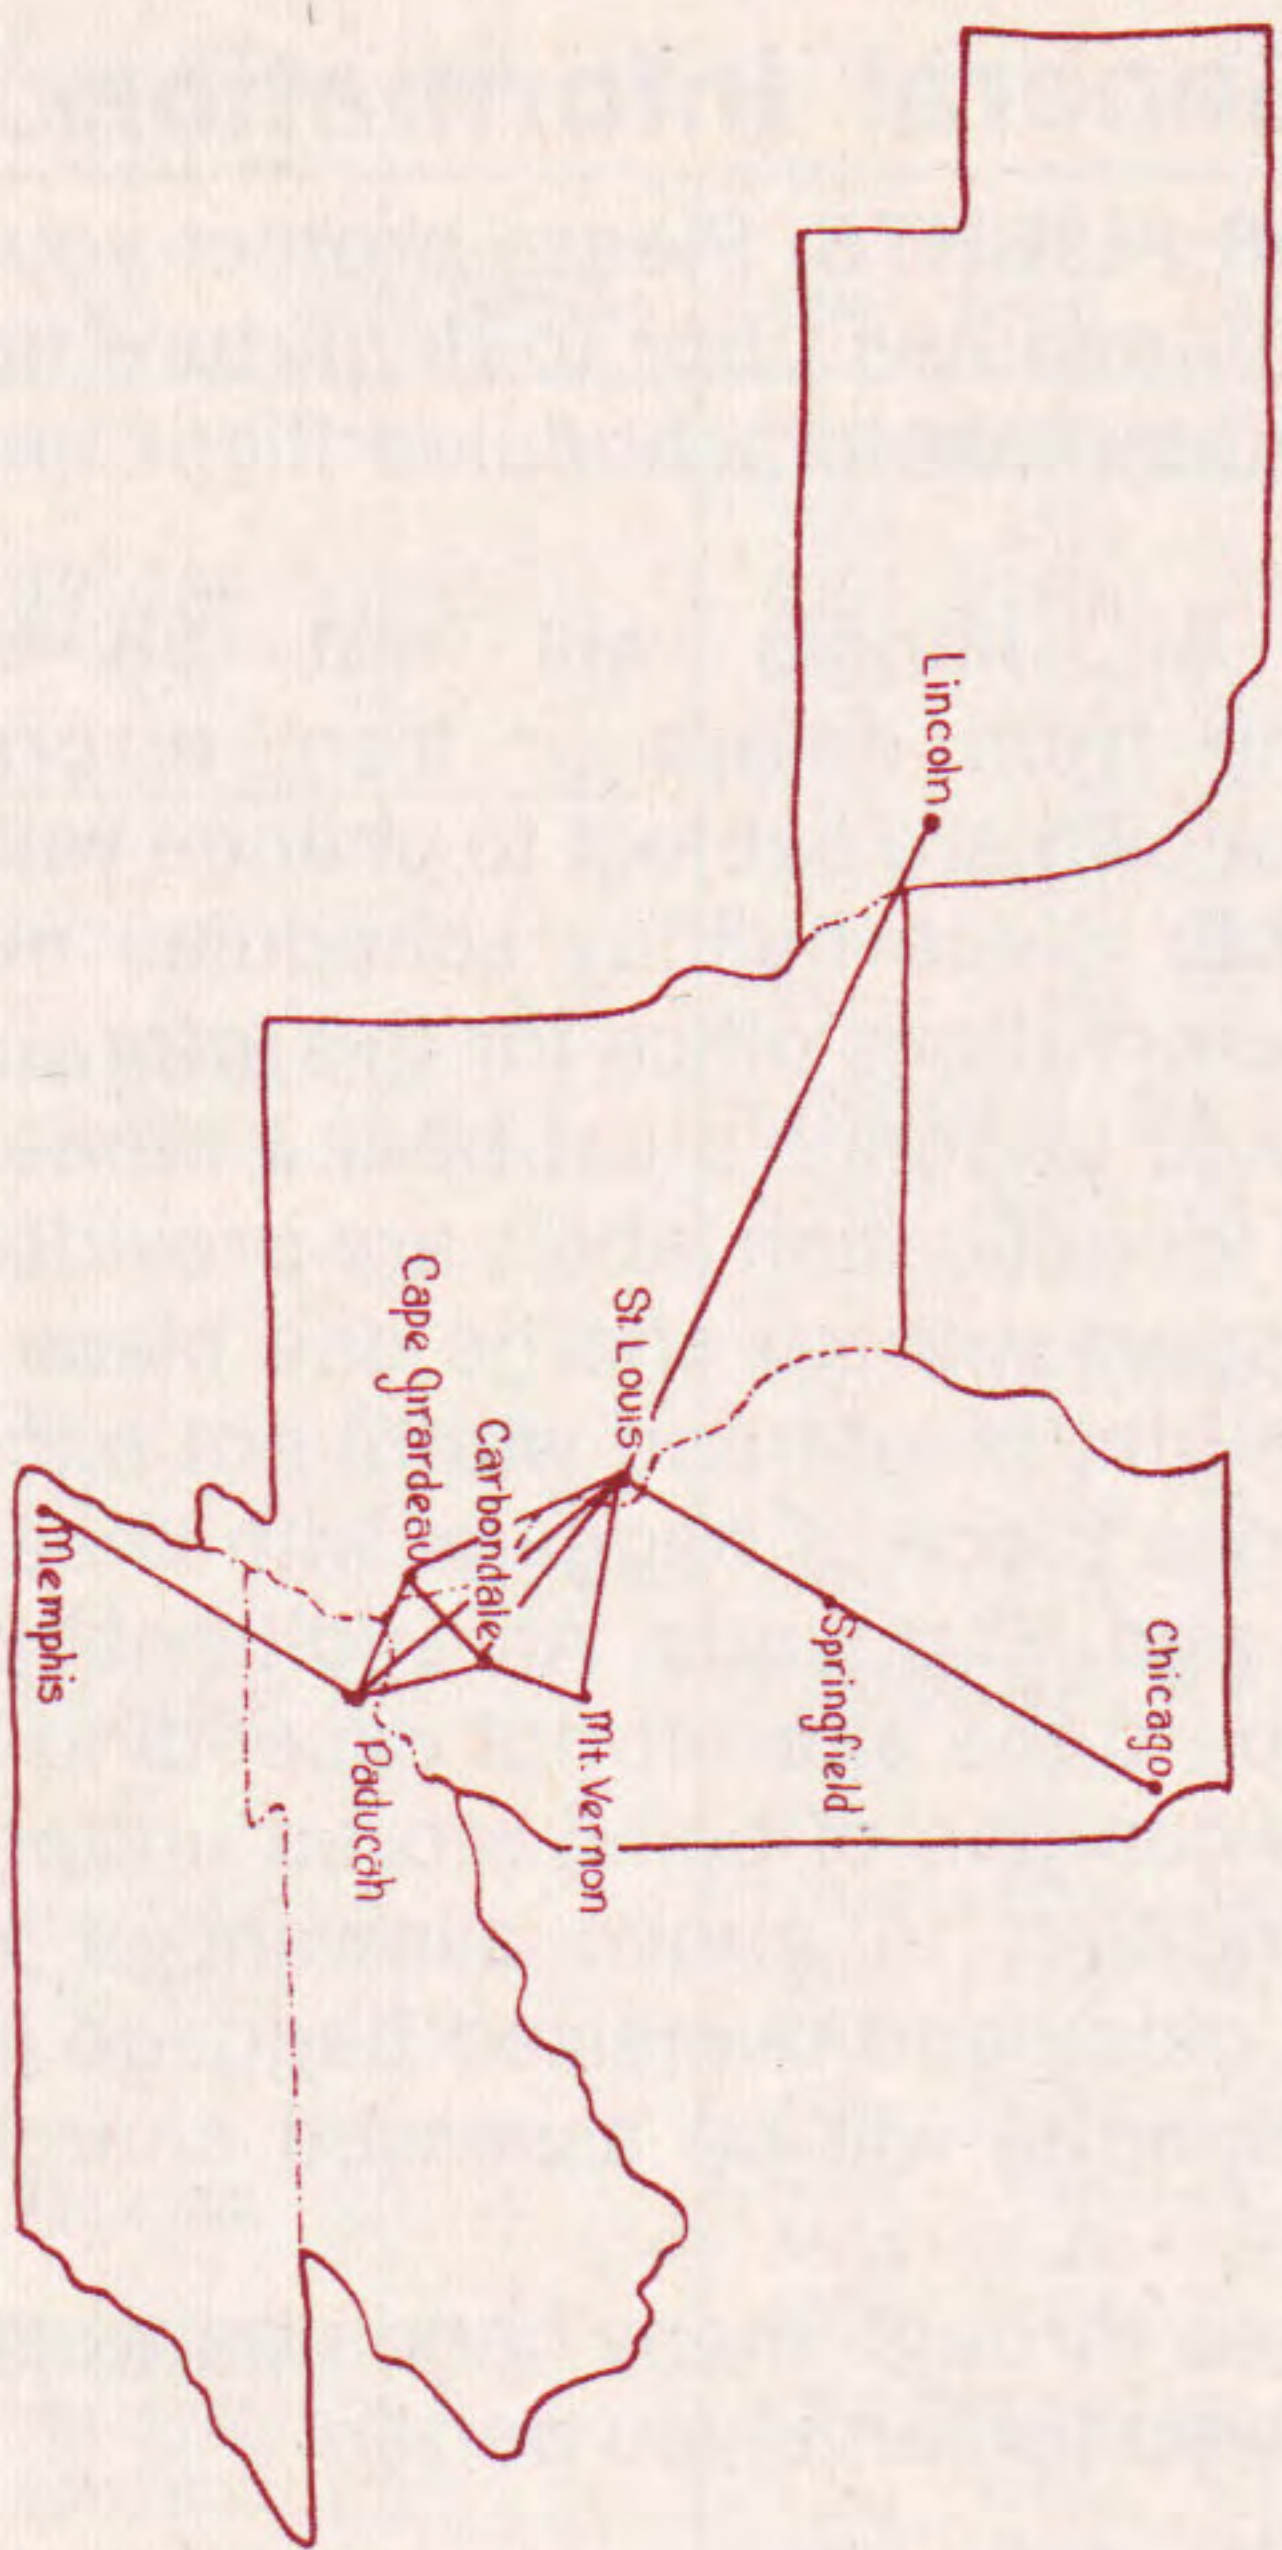 Lincoln
Chicago
Springfield
St. Louis
Mt. Vernon
Carbondale
Cape Girardeau
Paducah
Memphis